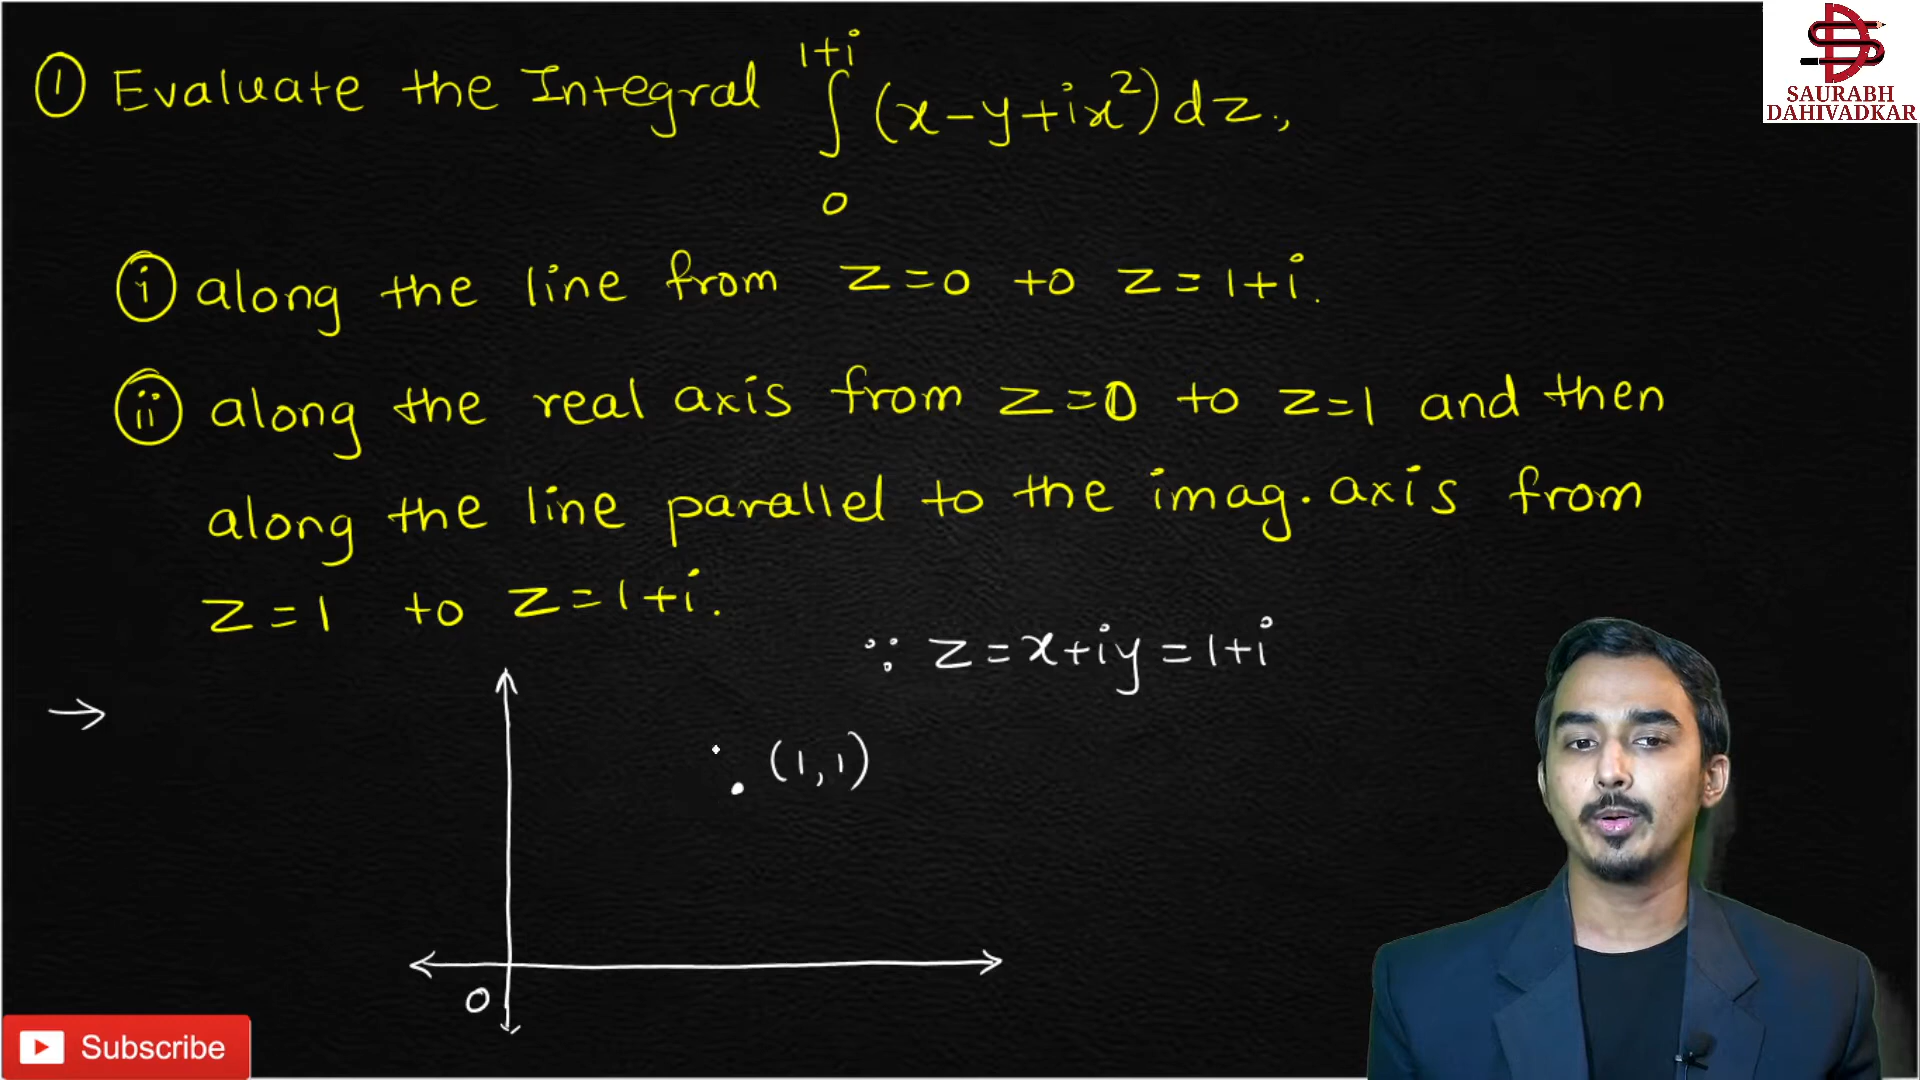 ① Evaluate the Integral ∫₀¹⁺ⁱ (x-y+ix²)dz.,
ⓘ along the line from z=0 to z=1+i.
ⓘⓘ along the real axis from z=0 to z=1 and then
along the line parallel to the imag. axis from
z=1 to z=1+i.
∵ z=x+iy=1+i
→
(1,1)
0
SAURABH
DAHIVADKAR
Subscribe